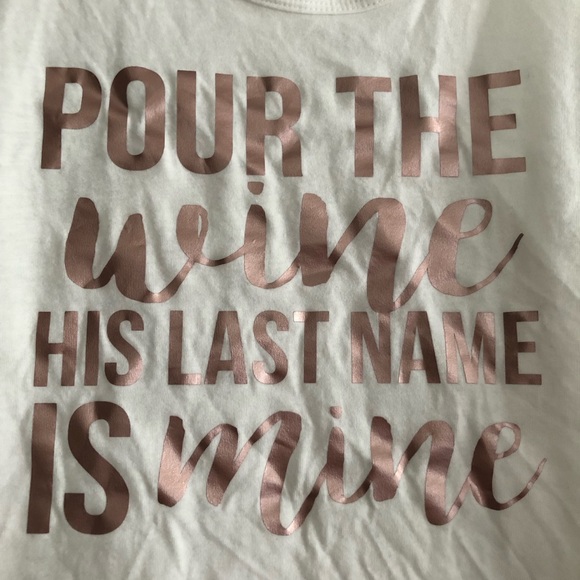 POUR THE
wine
HIS LAST NAME
IS mine